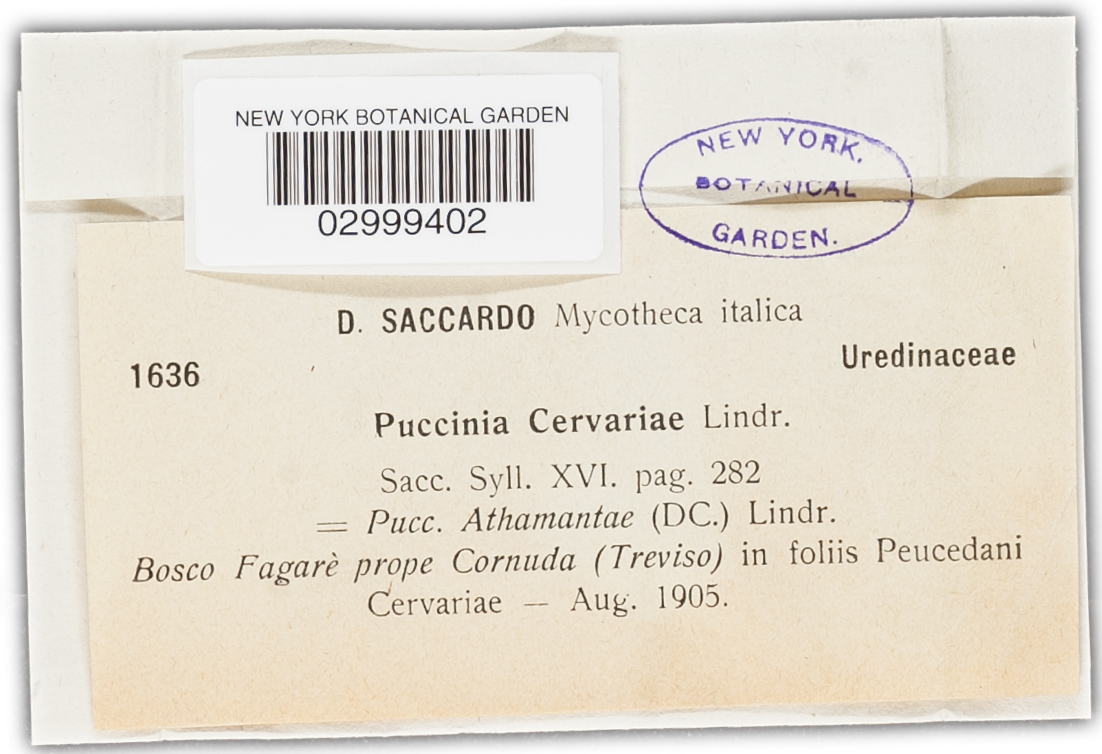 NEW YORK BOTANICAL GARDEN
02999402
NEW YORK.
BOTANICAL
GARDEN.
D. SACCARDO Mycotheca italica
1636
Uredinaceae
Puccinia Cervariae Lindr.
Sacc. Syll. XVI. pag. 282
= Pucc. Athamantae (DC.) Lindr.
Bosco Fagarè prope Cornuda (Treviso) in foliis Peucedani
Cervariae — Aug. 1905.